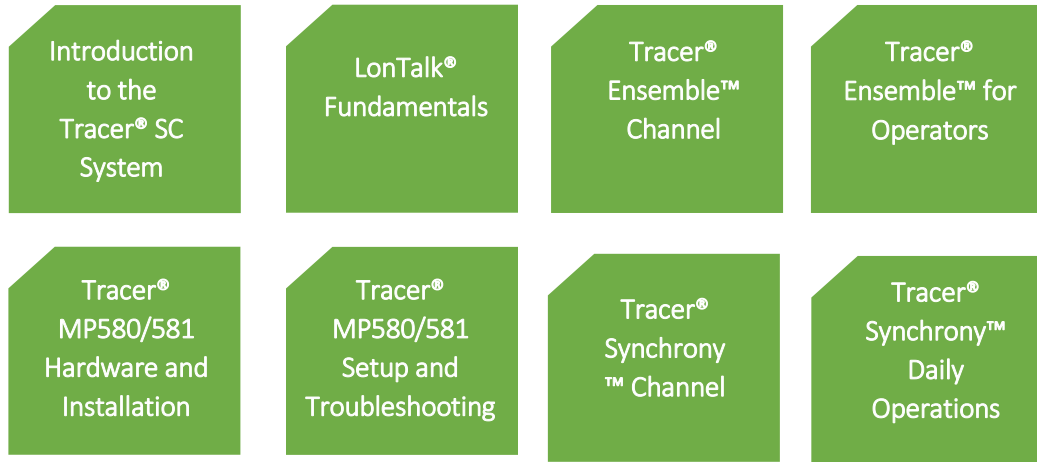 Introduction
to the
Tracer® SC
System
LonTalk®
Fundamentals
Tracer®
Ensemble™
Channel
Tracer®
Ensemble™ for
Operators
Tracer®
MP580/581
Hardware and
Installation
Tracer®
MP580/581
Setup and
Troubleshooting
Tracer®
Synchrony
™ Channel
Tracer®
Synchrony™
Daily
Operations